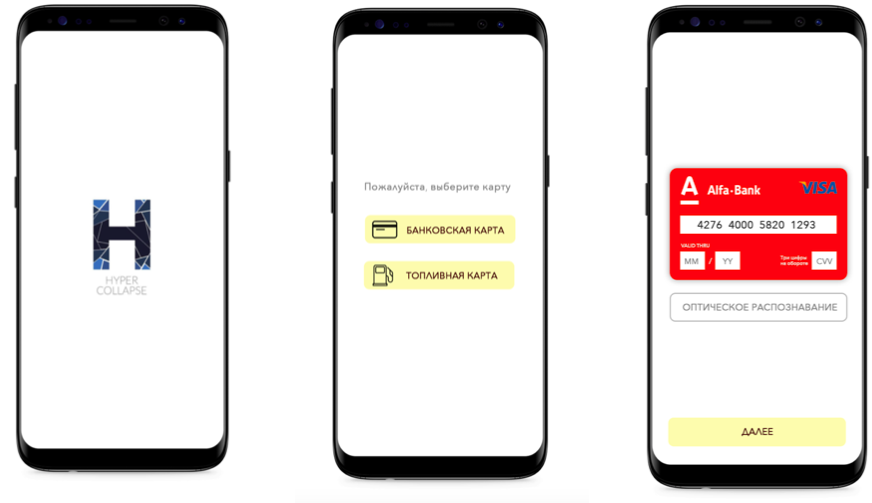 HYPER
COLLAPSE
Пожалуйста, выберите карту
БАНКОВСКАЯ КАРТА
ТОПЛИВНАЯ КАРТА
A Alfa-Bank VISA
4276 4000 5820 1293
VALID THRU
MM / YY
Три цифры
на обороте
CVV
ОПТИЧЕСКОЕ РАСПОЗНАВАНИЕ
ДАЛЕЕ